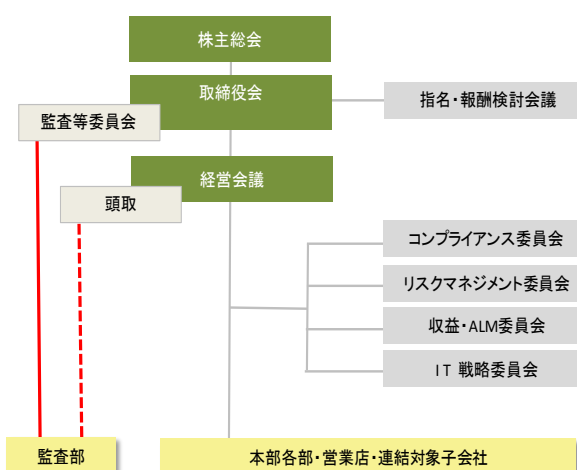 株主総会
取締役会
指名・報酬検討会議
監査等委員会
経営会議
頭取
コンプライアンス委員会
リスクマネジメント委員会
収益・ALM委員会
IT 戦略委員会
監査部
本部各部・営業店・連結対象子会社